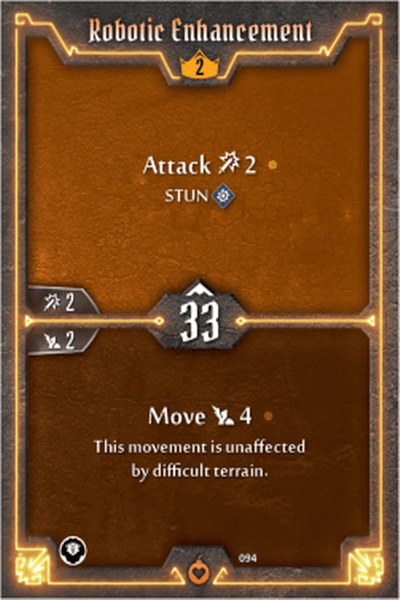 Robotic Enhancement
2
Attack 2
STUN
2
33
2
Move 4
This movement is unaffected
by difficult terrain.
094